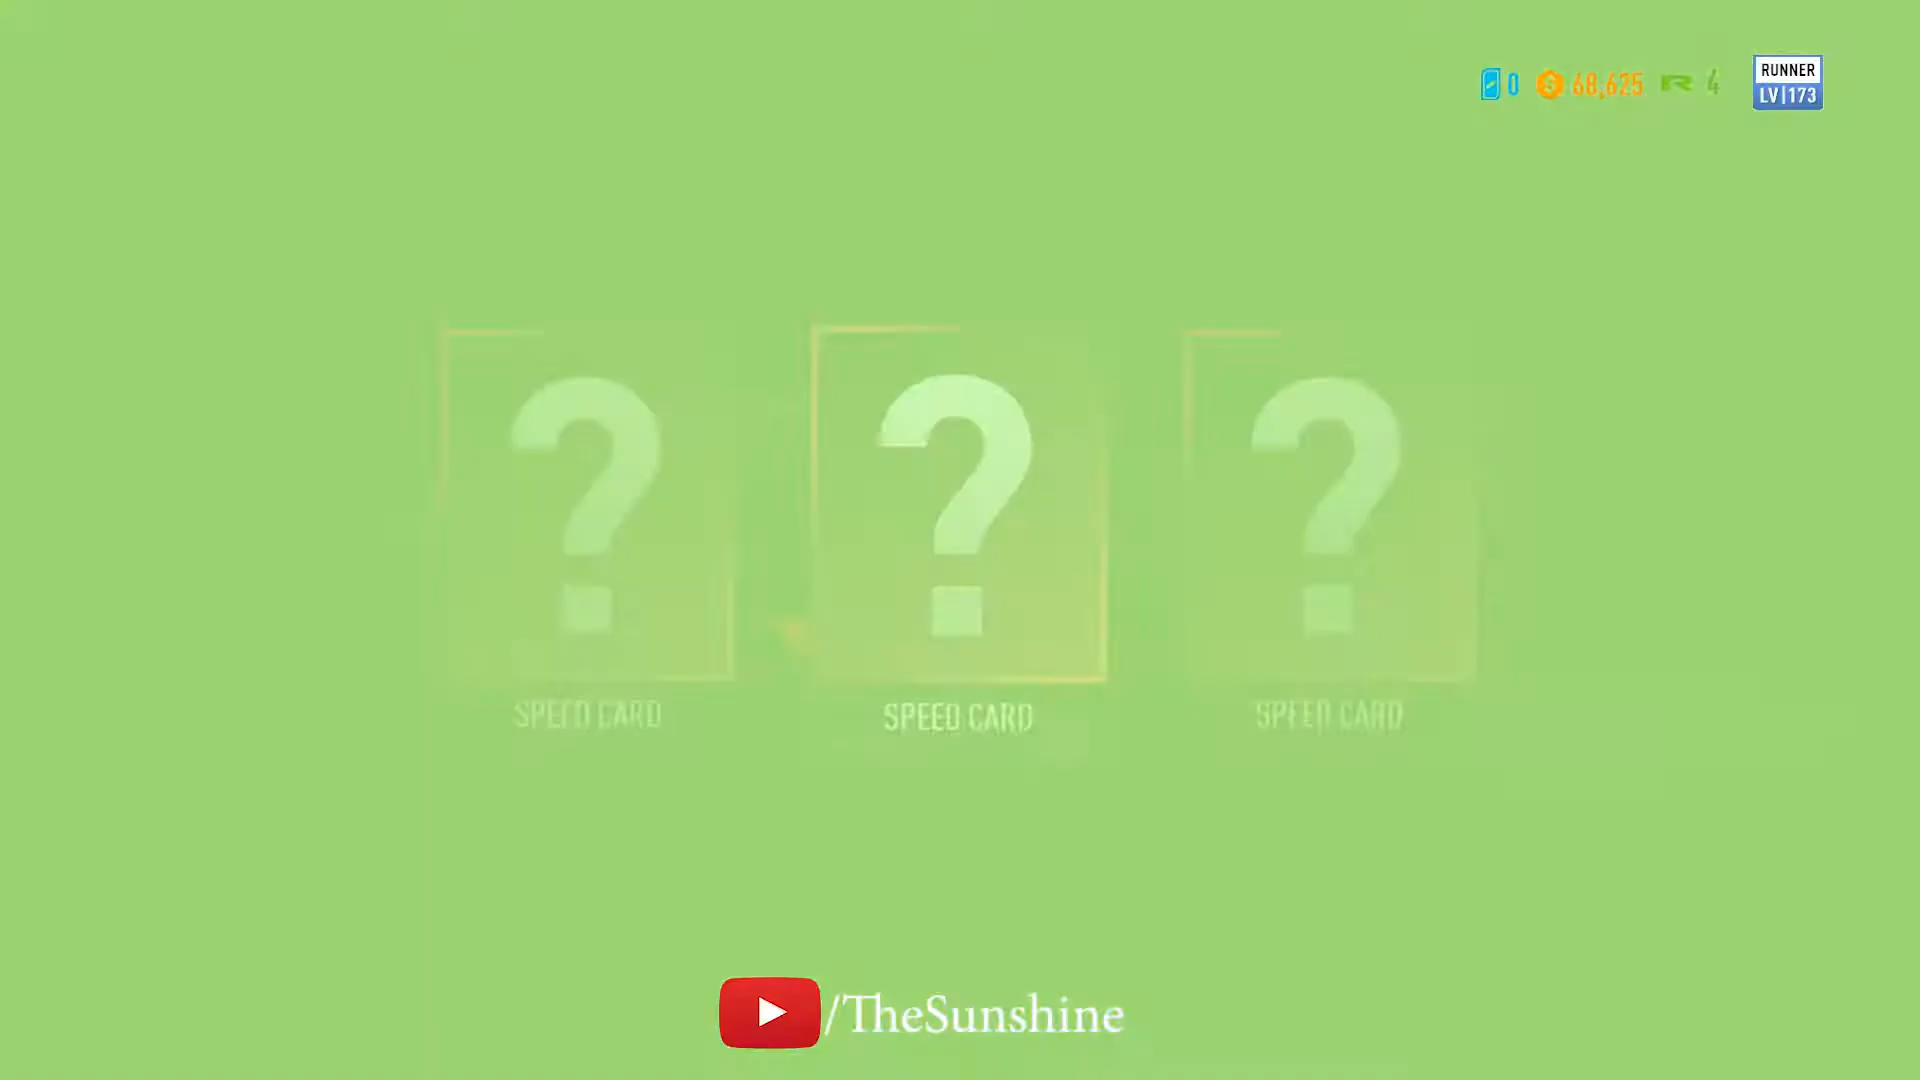 0 68,625 R 4
RUNNER
LV|173
? ? ?
SPEED CARD SPEED CARD SPEED CARD
/TheSunshine